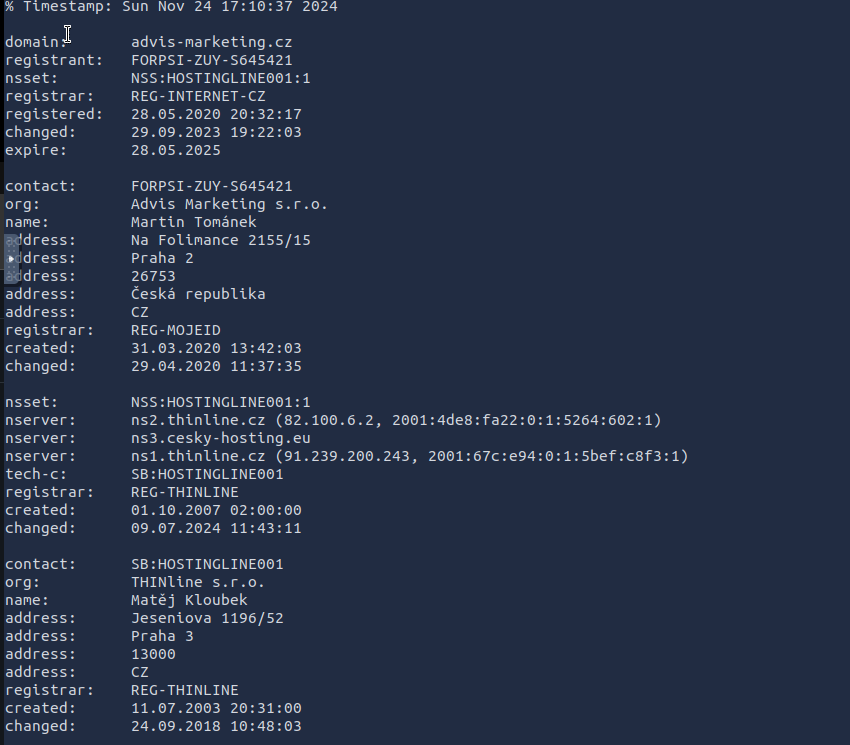 % Timestamp: Sun Nov 24 17:10:37 2024
domain: advis-marketing.cz
registrant: FORPSI-ZUY-S645421
nsset: NSS:HOSTINGLINE001:1
registrar: REG-INTERNET-CZ
registered: 28.05.2020 20:32:17
changed: 29.09.2023 19:22:03
expire: 28.05.2025
contact: FORPSI-ZUY-S645421
org: Advis Marketing s.r.o.
name: Martin Tománek
address: Na Folimance 2155/15
address: Praha 2
address: 26753
address: Česká republika
address: CZ
registrar: REG-MOJEID
created: 31.03.2020 13:42:03
changed: 29.04.2020 11:37:35
nsset: NSS:HOSTINGLINE001:1
nserver: ns2.thinline.cz (82.100.6.2, 2001:4de8:fa22:0:1:5264:602:1)
nserver: ns3.cesky-hosting.eu
nserver: ns1.thinline.cz (91.239.200.243, 2001:67c:e94:0:1:5bef:c8f3:1)
tech-c: SB:HOSTINGLINE001
registrar: REG-THINLINE
created: 01.10.2007 02:00:00
changed: 09.07.2024 11:43:11
contact: SB:HOSTINGLINE001
org: THINline s.r.o.
name: Matěj Kloubek
address: Jeseniova 1196/52
address: Praha 3
address: 13000
address: CZ
registrar: REG-THINLINE
created: 11.07.2003 20:31:00
changed: 24.09.2018 10:48:03